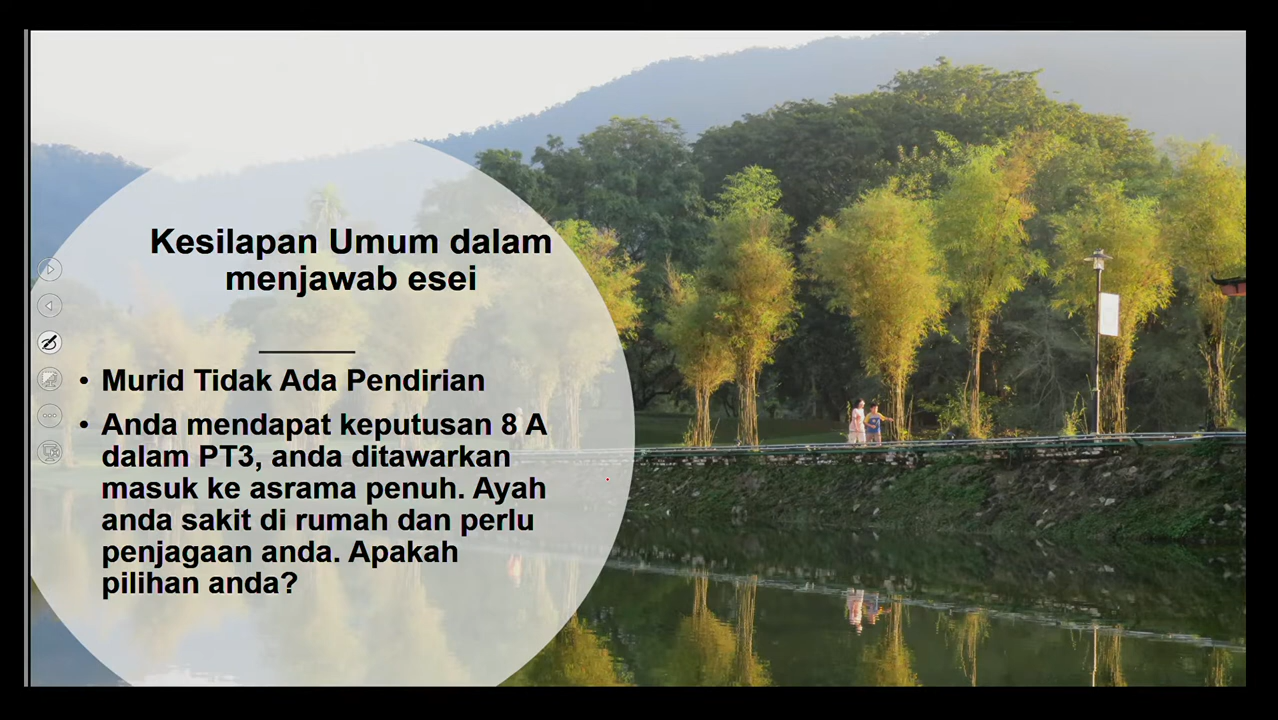 Kesilapan Umum dalam
menjawab esei
• Murid Tidak Ada Pendirian
• Anda mendapat keputusan 8 A
dalam PT3, anda ditawarkan
masuk ke asrama penuh. Ayah
anda sakit di rumah dan perlu
penjagaan anda. Apakah
pilihan anda?